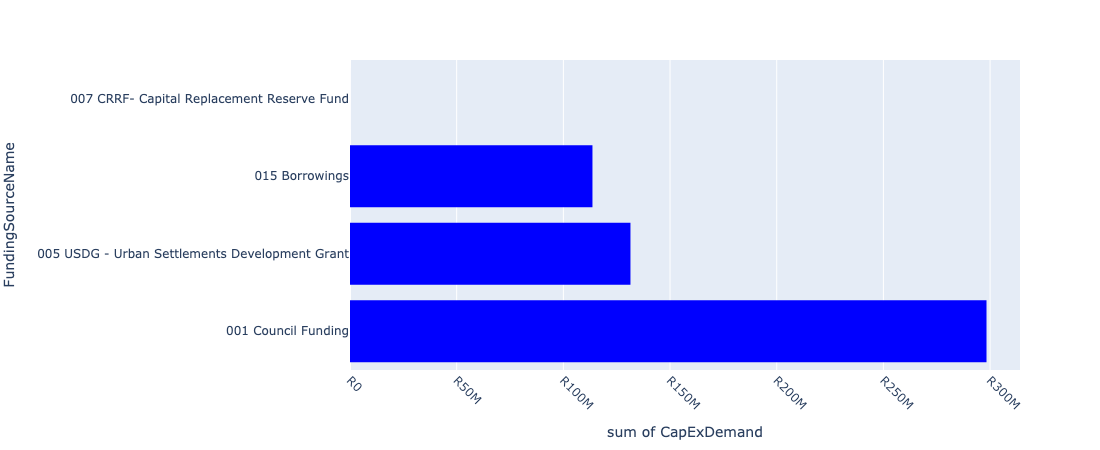 007 CRRF- Capital Replacement Reserve Fund
015 Borrowings
005 USDG - Urban Settlements Development Grant
001 Council Funding
FundingSourceName
R0
R50M
R100M
R150M
R200M
R250M
R300M
sum of CapExDemand